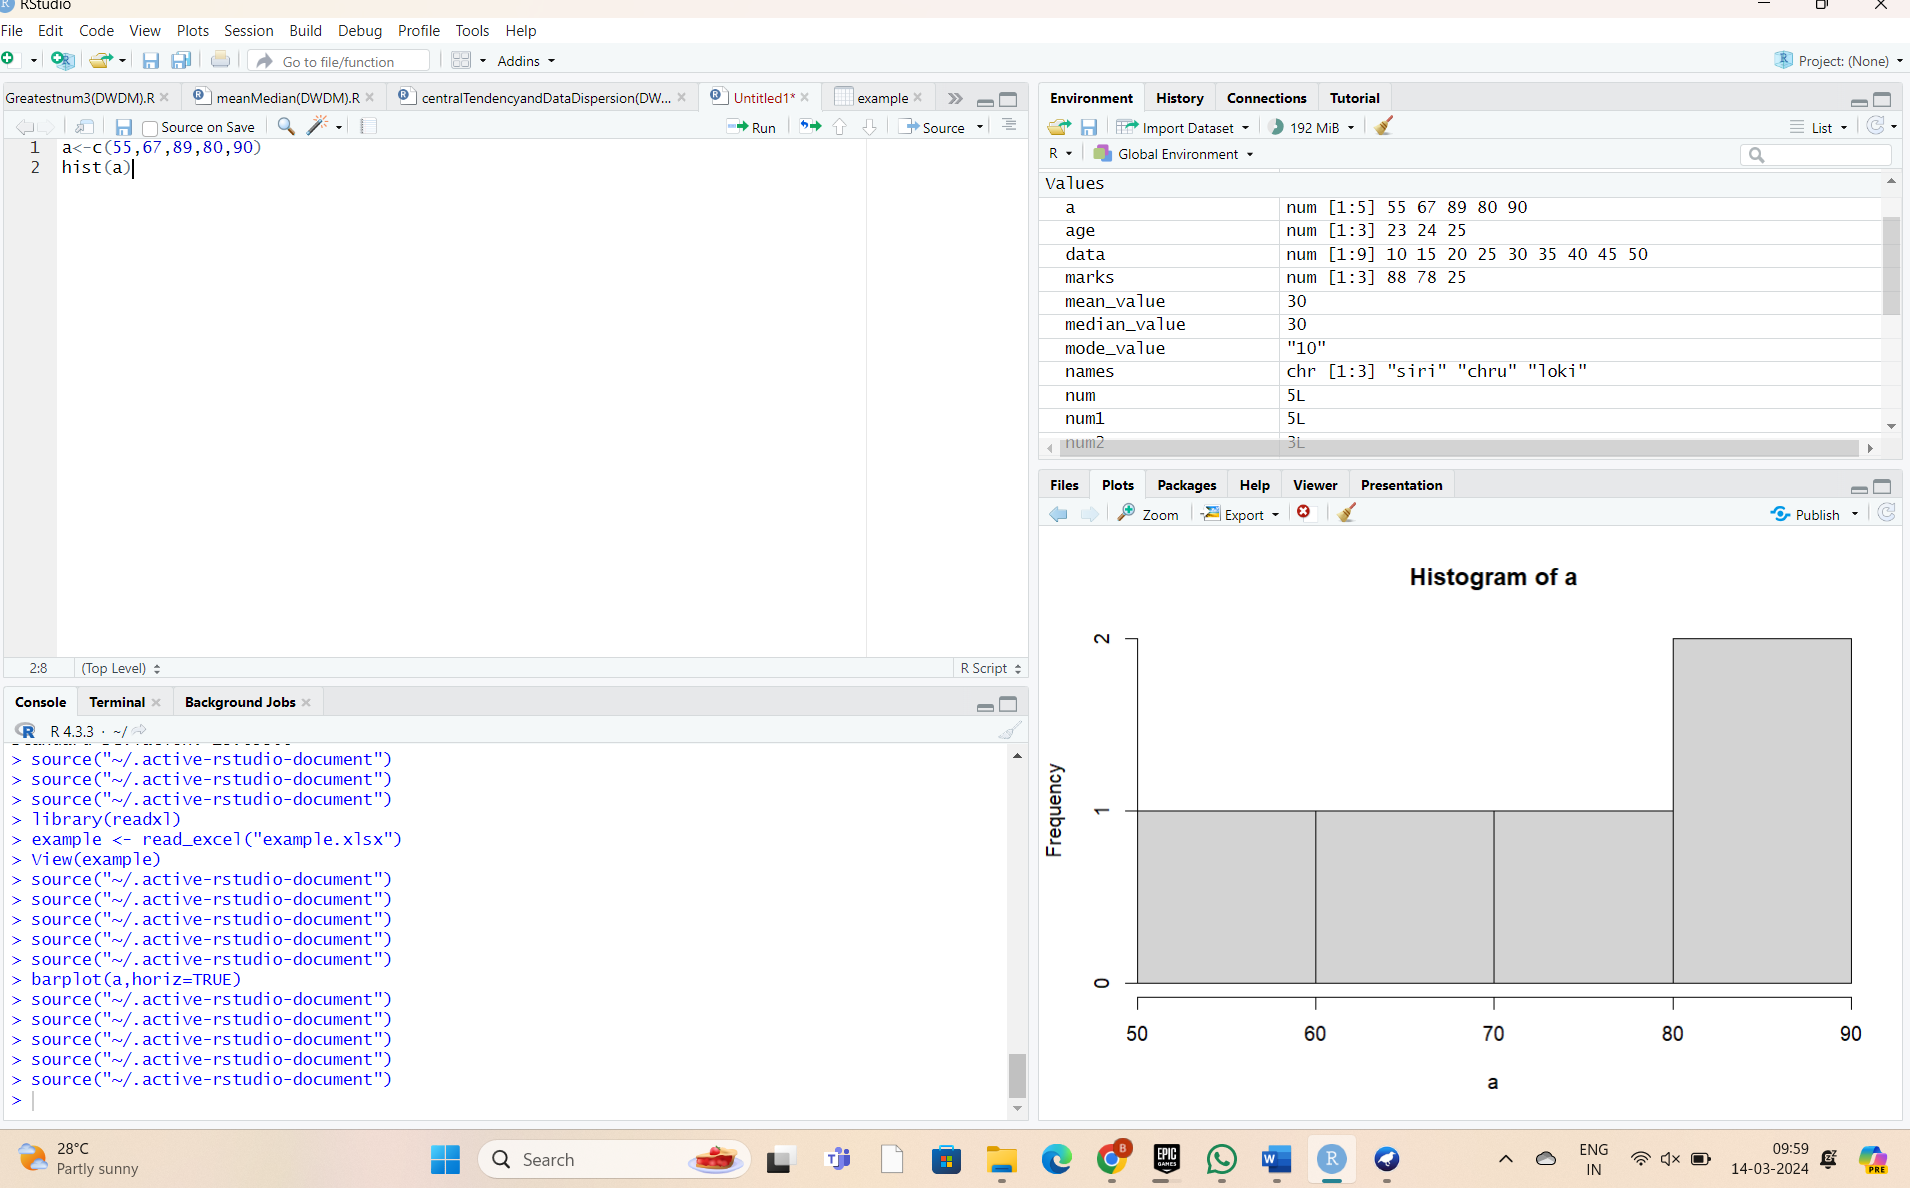 RStudio
File Edit Code View Plots Session Build Debug Profile Tools Help
Go to file/function Addins Project: (None)
Greatestnum3(DWDM).R meanMedian(DWDM).R centralTendencyandDataDispersion(DW... Untitled1* example
Source on Save Run Source
1 a<-c(55,67,89,80,90)
2 hist(a)
2:8 (Top Level) R Script
Console Terminal Background Jobs
R 4.3.3 · ~/
> source("~/.active-rstudio-document")
> source("~/.active-rstudio-document")
> source("~/.active-rstudio-document")
> library(readxl)
> example <- read_excel("example.xlsx")
> View(example)
> source("~/.active-rstudio-document")
> source("~/.active-rstudio-document")
> source("~/.active-rstudio-document")
> source("~/.active-rstudio-document")
> source("~/.active-rstudio-document")
> barplot(a,horiz=TRUE)
> source("~/.active-rstudio-document")
> source("~/.active-rstudio-document")
> source("~/.active-rstudio-document")
> source("~/.active-rstudio-document")
> source("~/.active-rstudio-document")
>
Environment History Connections Tutorial
Import Dataset 192 MiB List
R Global Environment
Values
a num [1:5] 55 67 89 80 90
age num [1:3] 23 24 25
data num [1:9] 10 15 20 25 30 35 40 45 50
marks num [1:3] 88 78 25
mean_value 30
median_value 30
mode_value "10"
names chr [1:3] "siri" "chru" "loki"
num 5L
num1 5L
num2 3L
Files Plots Packages Help Viewer Presentation
Zoom Export Publish
Histogram of a
Frequency
2
1
0
50 60 70 80 90
a
28°C
Partly sunny
Search
B
EPIC
GAMES
ENG
IN
09:59
14-03-2024
PRE